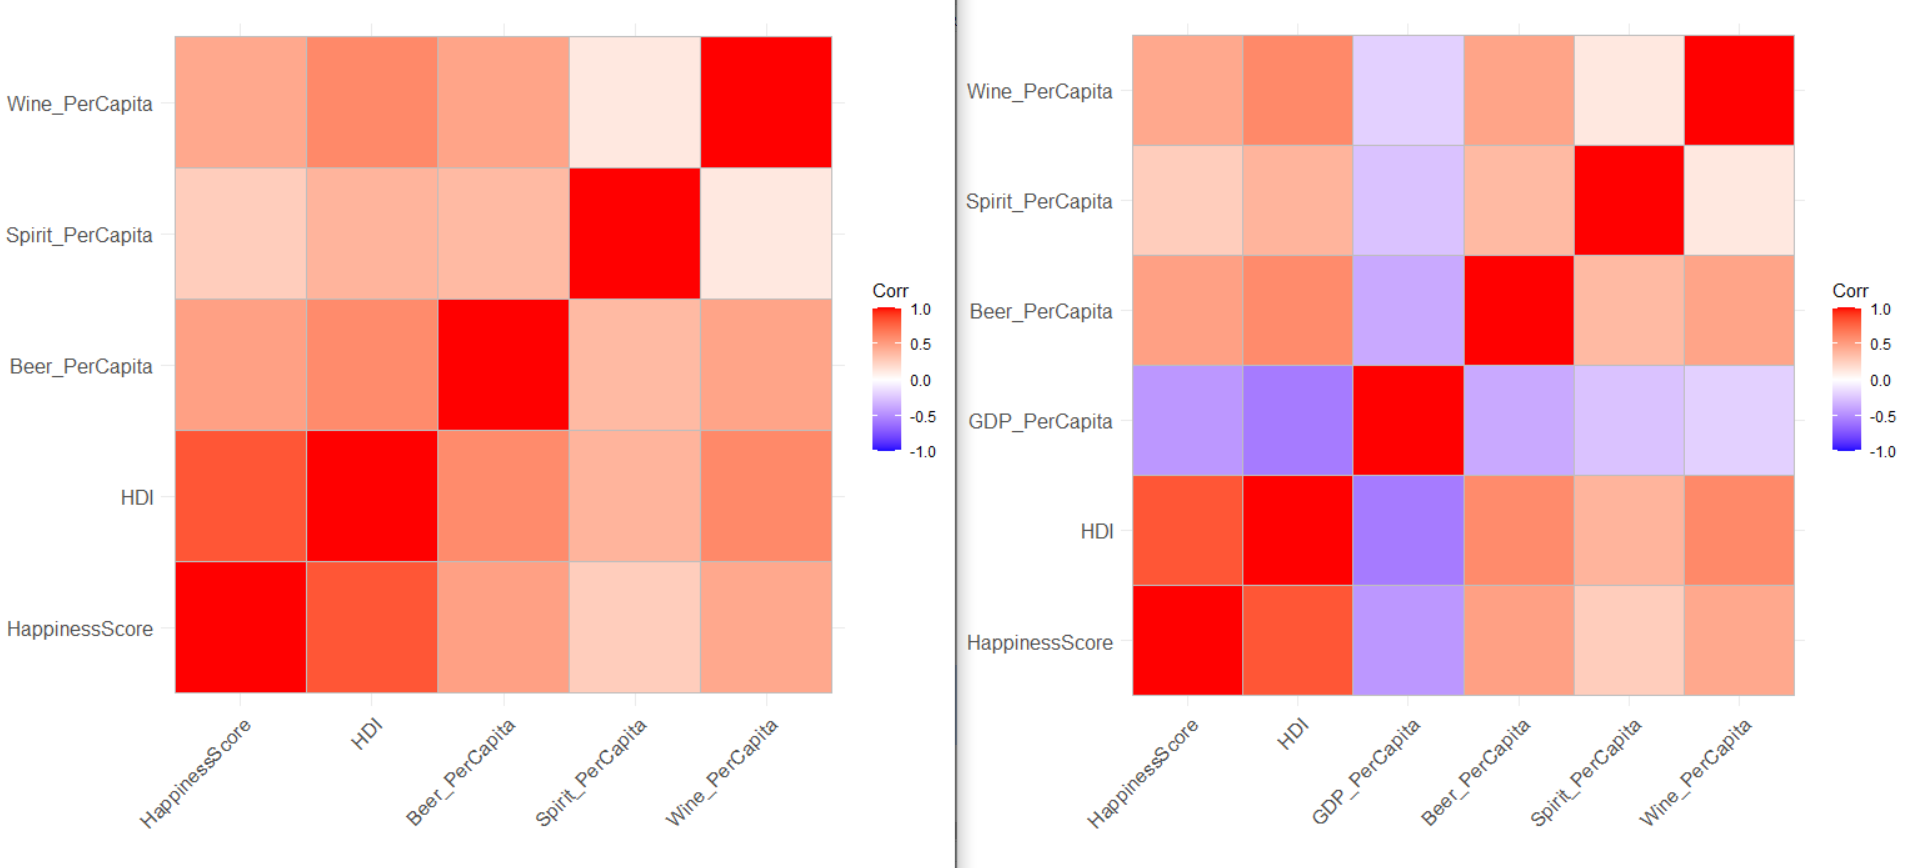 Wine_PerCapita
Spirit_PerCapita
Beer_PerCapita
HDI
HappinessScore
HappinessScore
HDI
Beer_PerCapita
Spirit_PerCapita
Wine_PerCapita
Corr
1.0
0.5
0.0
-0.5
-1.0
Wine_PerCapita
Spirit_PerCapita
Beer_PerCapita
GDP_PerCapita
HDI
HappinessScore
HappinessScore
HDI
GDP_PerCapita
Beer_PerCapita
Spirit_PerCapita
Wine_PerCapita
Corr
1.0
0.5
0.0
-0.5
-1.0